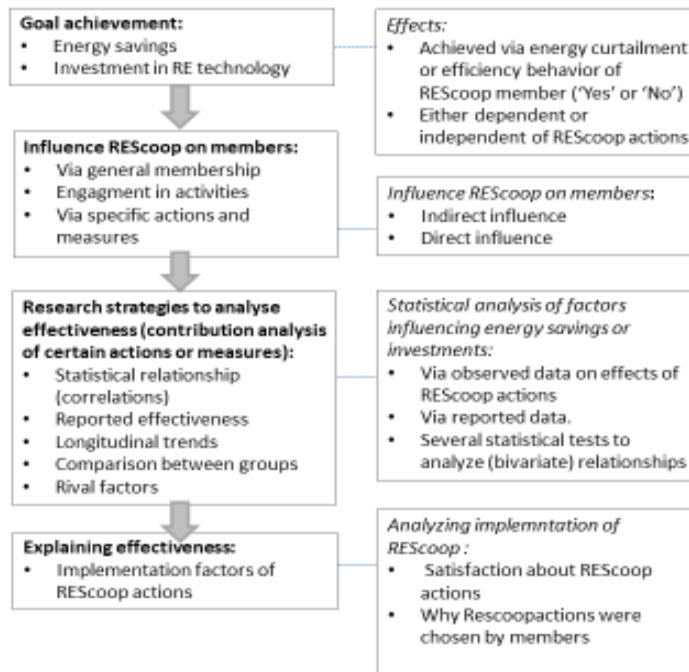 Goal achievement:
• Energy savings
• Investment in RE technology
Effects:
• Achieved via energy curtailment
or efficiency behavior of
REScoop member ('Yes' or 'No')
• Either dependent or
independent of REScoop actions
Influence REScoop on members:
• Via general membership
• Engagment in activities
• Via specific actions and
measures
Influence REScoop on members:
• Indirect influence
• Direct influence
Research strategies to analyse
effectiveness (contribution analysis
of certain actions or measures):
• Statistical relationship
(correlations)
• Reported effectiveness
• Longitudinal trends
• Comparison between groups
• Rival factors
Statistical analysis of factors
influencing energy savings or
investments:
• Via observed data on effects of
REScoop actions
• Via reported data.
• Several statistical tests to
analyze (bivariate) relationships
Explaining effectiveness:
• Implementation factors of
REScoop actions
Analyzing implemntation of
REScoop :
• Satisfaction about REScoop
actions
• Why Rescoopactions were
chosen by members